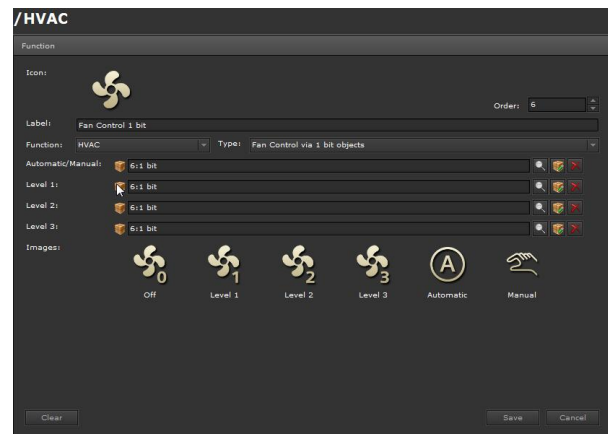 /HVAC
Function
Icon:
Order: 6
Label: Fan Control 1 bit
Function: HVAC Type: Fan Control via 1 bit objects
Automatic/Manual: 6:1 bit
Level 1: 6:1 bit
Level 2: 6:1 bit
Level 3: 6:1 bit
Images:
0 1 2 3 A
Off Level 1 Level 2 Level 3 Automatic Manual
Clear Save Cancel